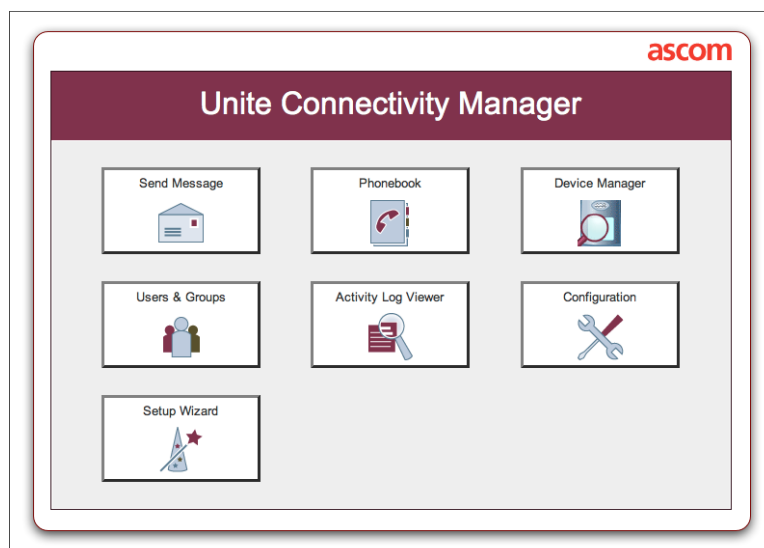 ascom
Unite Connectivity Manager
Send Message
Phonebook
Device Manager
Users & Groups
Activity Log Viewer
Configuration
Setup Wizard